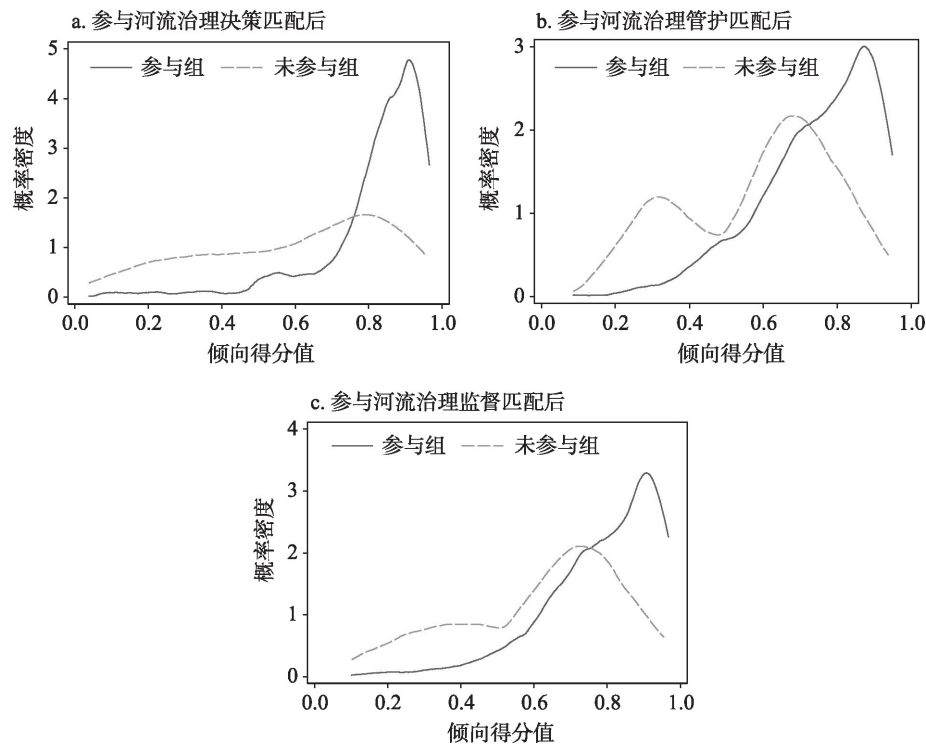 a. 参与河流治理决策匹配后
参与组 未参与组
概率密度
5
4
3
2
1
0
0.0 0.2 0.4 0.6 0.8 1.0
倾向得分值
b. 参与河流治理管护匹配后
参与组 未参与组
概率密度
3
2
1
0
0.0 0.2 0.4 0.6 0.8 1.0
倾向得分值
c. 参与河流治理监督匹配后
参与组 未参与组
概率密度
4
3
2
1
0
0.0 0.2 0.4 0.6 0.8 1.0
倾向得分值